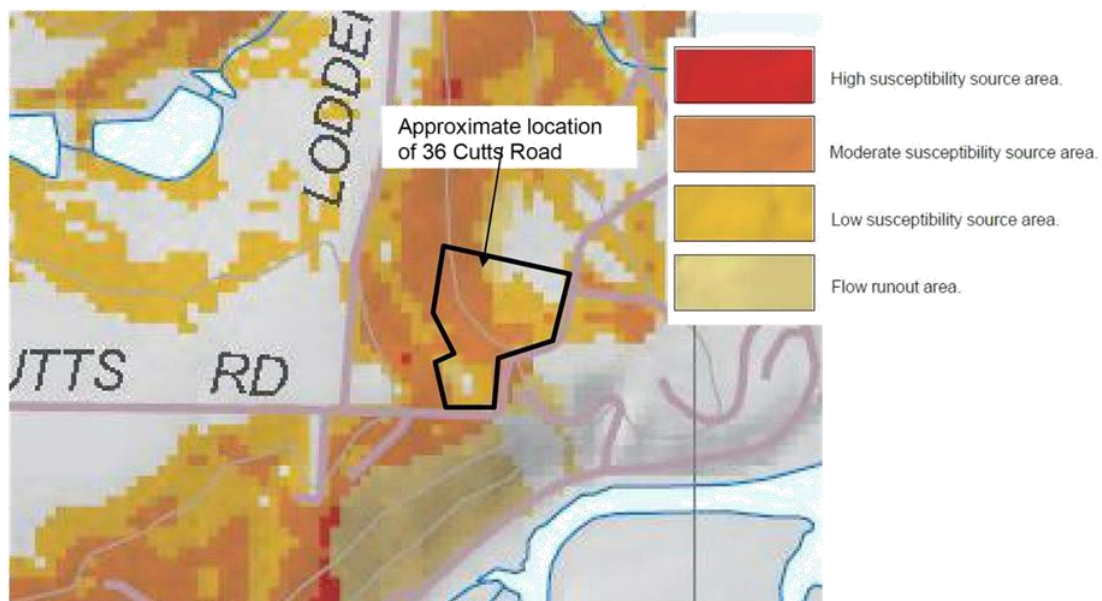 LODDE
Approximate location
of 36 Cutts Road
UTTS RD
High susceptibility source area.
Moderate susceptibility source area.
Low susceptibility source area.
Flow runout area.